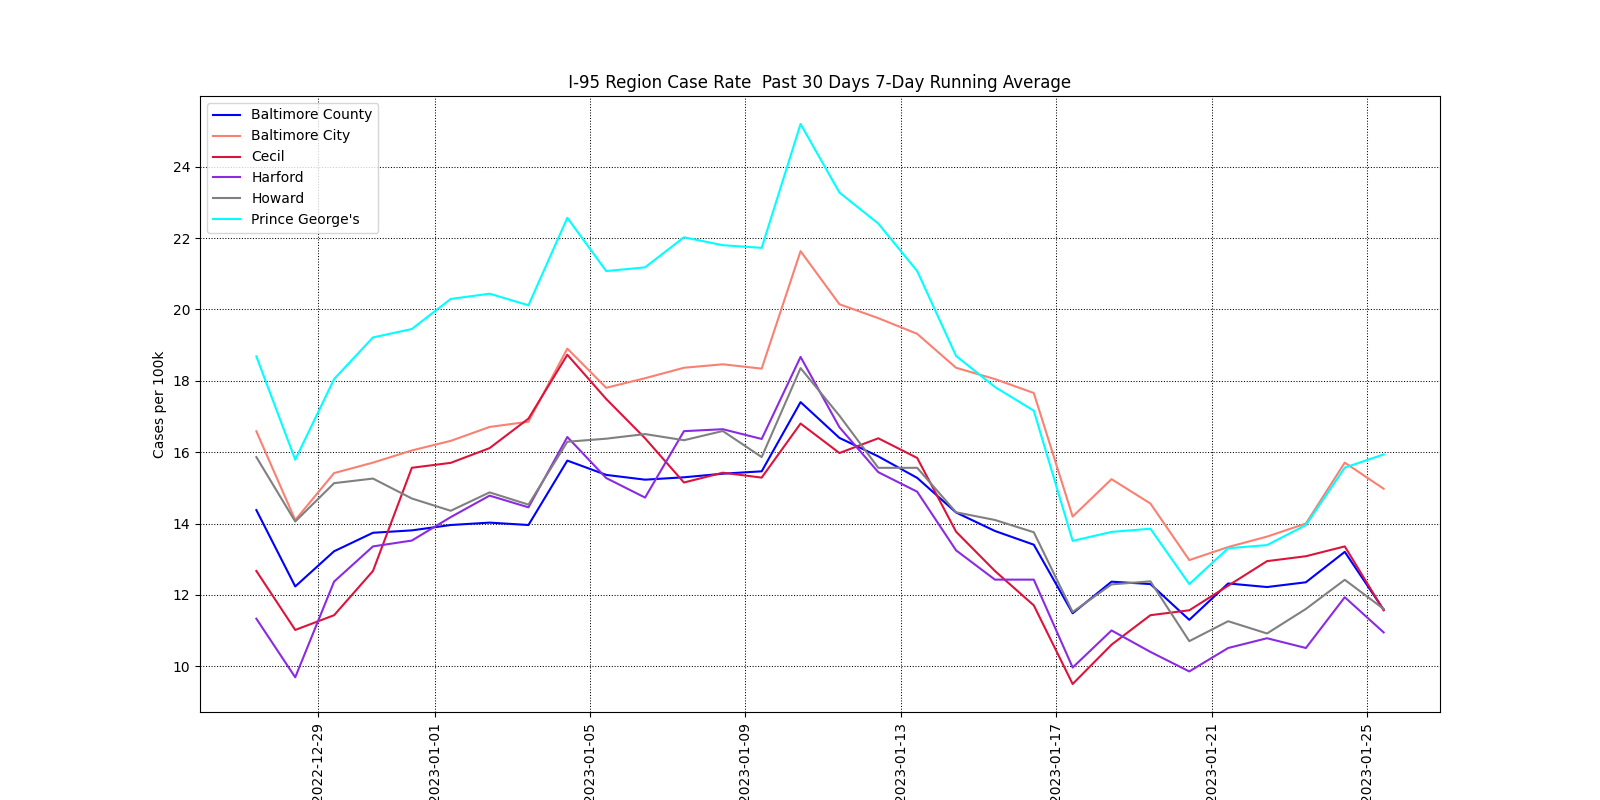 I-95 Region Case Rate  Past 30 Days 7-Day Running Average
Baltimore County
Baltimore City
Cecil
Harford
Howard
Prince George's
Cases per 100k
24
22
20
18
16
14
12
10
2022-12-29
2023-01-01
2023-01-05
2023-01-09
2023-01-13
2023-01-17
2023-01-21
2023-01-25